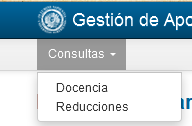 Gestión de Apo
Consultas
Docencia
Reducciones